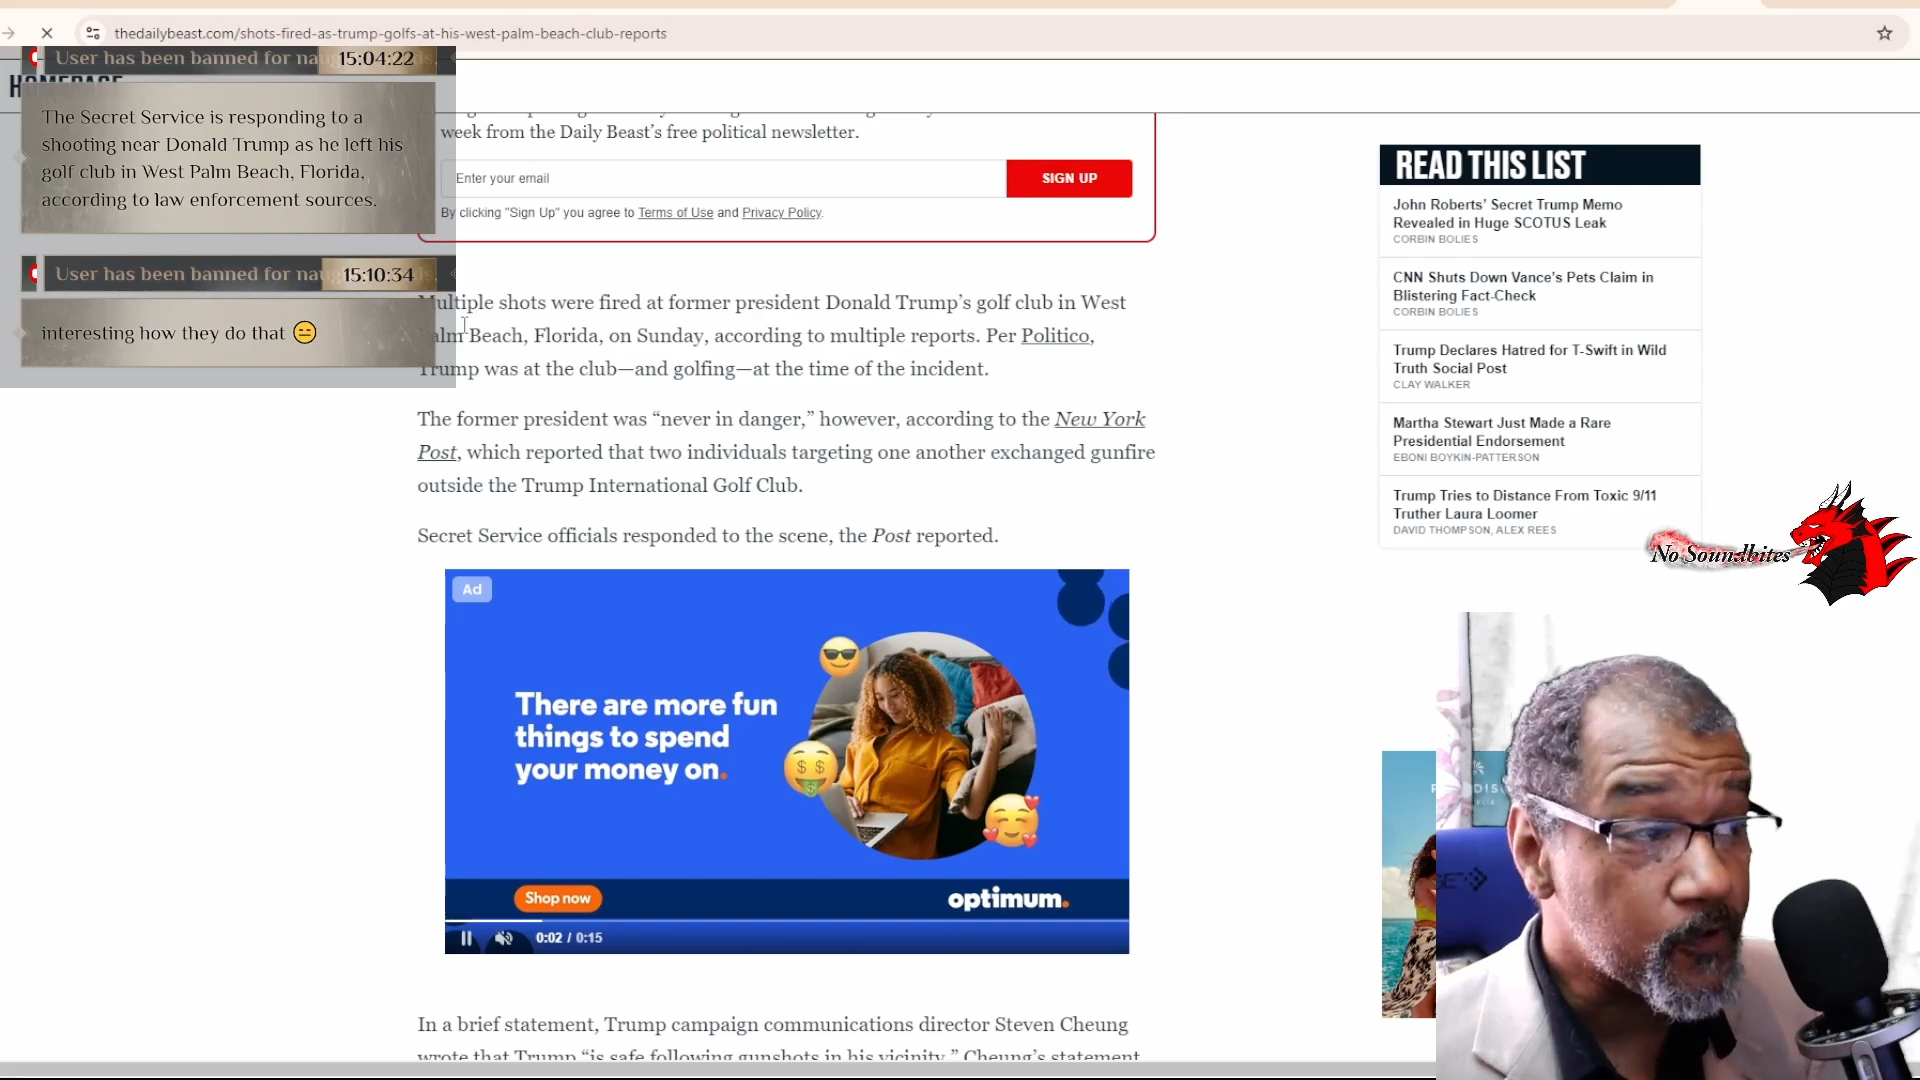 thedailybeast.com/shots-fired-as-trump-golfs-at-his-west-palm-beach-club-reports
User has been banned for naug
15:04:22
HOMEPAGE
The Secret Service is responding to a
shooting near Donald Trump as he left his
golf club in West Palm Beach, Florida,
according to law enforcement sources.
User has been banned for naug
15:10:34
interesting how they do that 😑
week from the Daily Beast’s free political newsletter.
Enter your email
SIGN UP
By clicking "Sign Up" you agree to Terms of Use and Privacy Policy.
Multiple shots were fired at former president Donald Trump’s golf club in West
Palm Beach, Florida, on Sunday, according to multiple reports. Per Politico,
Trump was at the club—and golfing—at the time of the incident.
The former president was “never in danger,” however, according to the New York
Post, which reported that two individuals targeting one another exchanged gunfire
outside the Trump International Golf Club.
Secret Service officials responded to the scene, the Post reported.
Ad
There are more fun
things to spend
your money on.
Shop now
optimum.
0:02 / 0:15
In a brief statement, Trump campaign communications director Steven Cheung
wrote that Trump “is safe following gunshots in his vicinity.” Cheung’s statement
READ THIS LIST
John Roberts’ Secret Trump Memo
Revealed in Huge SCOTUS Leak
CORBIN BOLIES
CNN Shuts Down Vance’s Pets Claim in
Blistering Fact-Check
CORBIN BOLIES
Trump Declares Hatred for T-Swift in Wild
Truth Social Post
CLAY WALKER
Martha Stewart Just Made a Rare
Presidential Endorsement
EBONI BOYKIN-PATTERSON
Trump Tries to Distance From Toxic 9/11
Truther Laura Loomer
DAVID THOMPSON, ALEX REES
No Soundbites